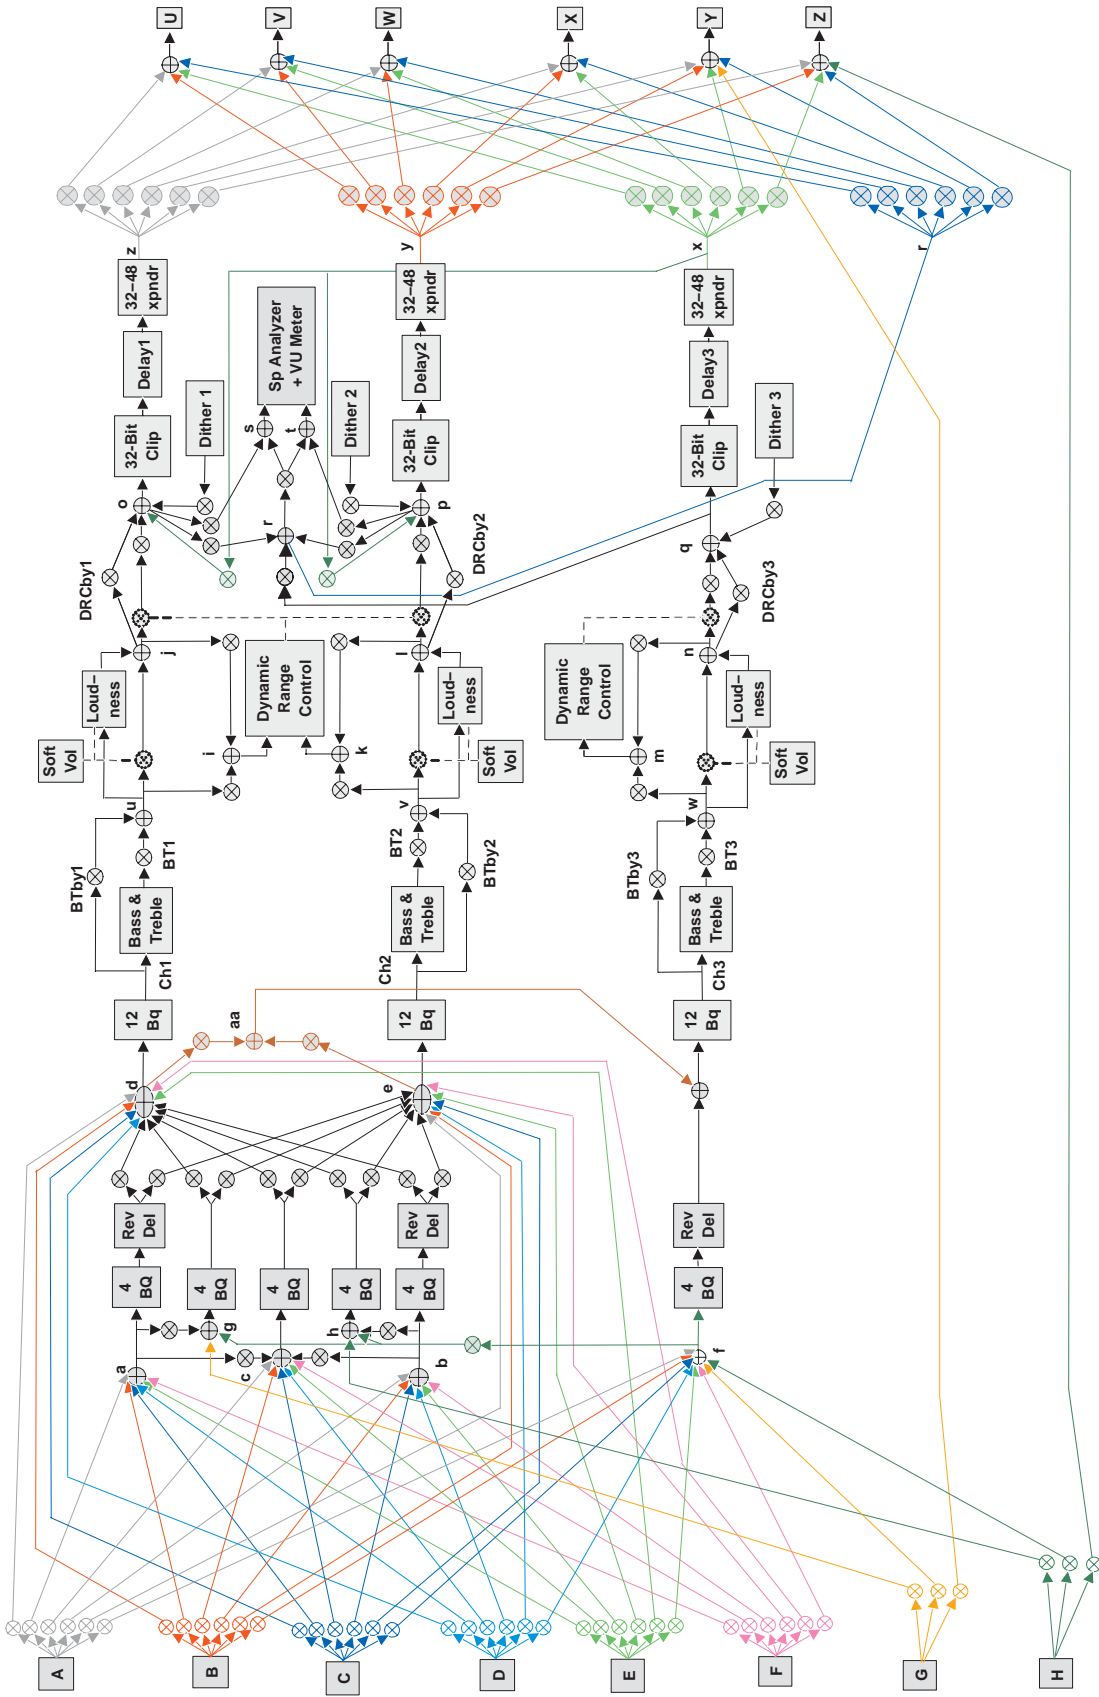 A
B
C
D
E
F
G
H
a
b
c
g
h
f
4
BQ
4
BQ
4
BQ
4
BQ
4
BQ
4
BQ
Rev
Del
Rev
Del
Rev
Del
d
e
aa
12
Bq
12
Bq
12
Bq
Ch1
Ch2
Ch3
Bass &
Treble
Bass &
Treble
Bass &
Treble
BTby1
BT1
BT2
BTby2
BTby3
BT3
u
v
w
Soft
Vol
Soft
Vol
Soft
Vol
i
k
m
Loud–
ness
Loud–
ness
Loud–
ness
Dynamic
Range
Control
Dynamic
Range
Control
j
l
n
DRCby1
DRCby2
DRCby3
o
r
p
q
s
t
Dither 1
Dither 2
Dither 3
32-Bit
Clip
32-Bit
Clip
32-Bit
Clip
Sp Analyzer
+ VU Meter
Delay1
Delay2
Delay3
32–48
xpndr
32–48
xpndr
32–48
xpndr
z
y
x
r
U
V
W
X
Y
Z